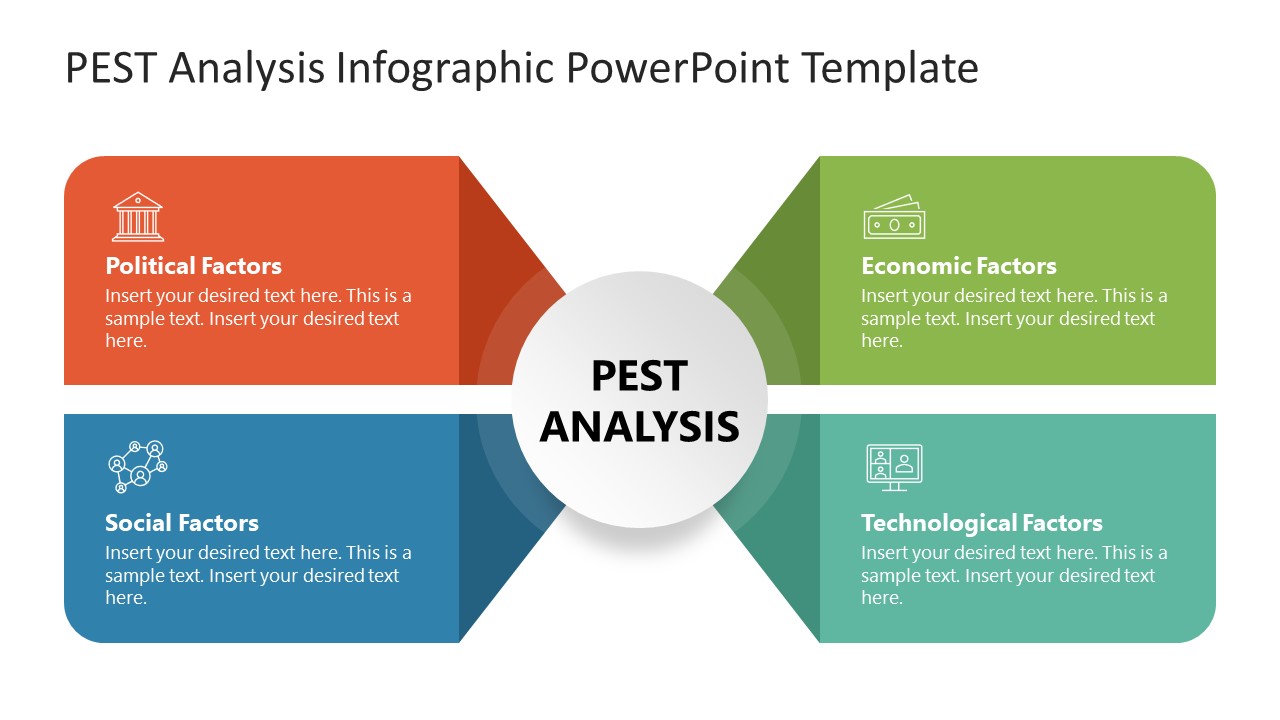 PEST Analysis Infographic PowerPoint Template
Political Factors
Insert your desired text here. This is a
sample text. Insert your desired text
here.
Economic Factors
Insert your desired text here. This is a
sample text. Insert your desired text
here.
PEST
ANALYSIS
Social Factors
Insert your desired text here. This is a
sample text. Insert your desired text
here.
Technological Factors
Insert your desired text here. This is a
sample text. Insert your desired text
here.